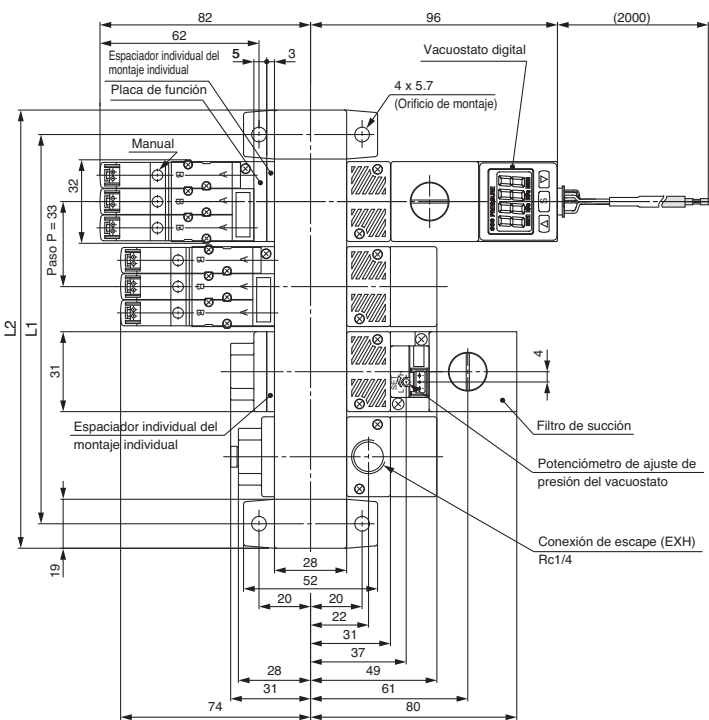 82
96
(2000)
62
5
3
Espaciador individual del
montaje individual
Placa de función
Vacuostato digital
4 x 5.7
(Orificio de montaje)
Manual
B
A
32
Paso P = 33
S
B
A
L2
L1
31
4
Espaciador individual del
montaje individual
Filtro de succión
Potenciómetro de ajuste de
presión del vacuostato
Conexión de escape (EXH)
Rc1/4
19
28
52
20
20
22
31
37
28
49
31
61
74
80